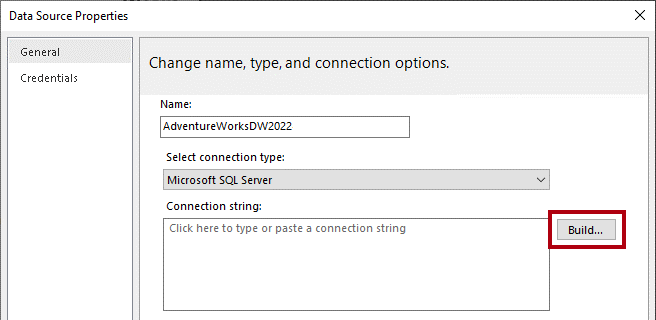 Data Source Properties
General
Credentials
Change name, type, and connection options.
Name:
AdventureWorksDW2022
Select connection type:
Microsoft SQL Server
Connection string:
Click here to type or paste a connection string
Build...